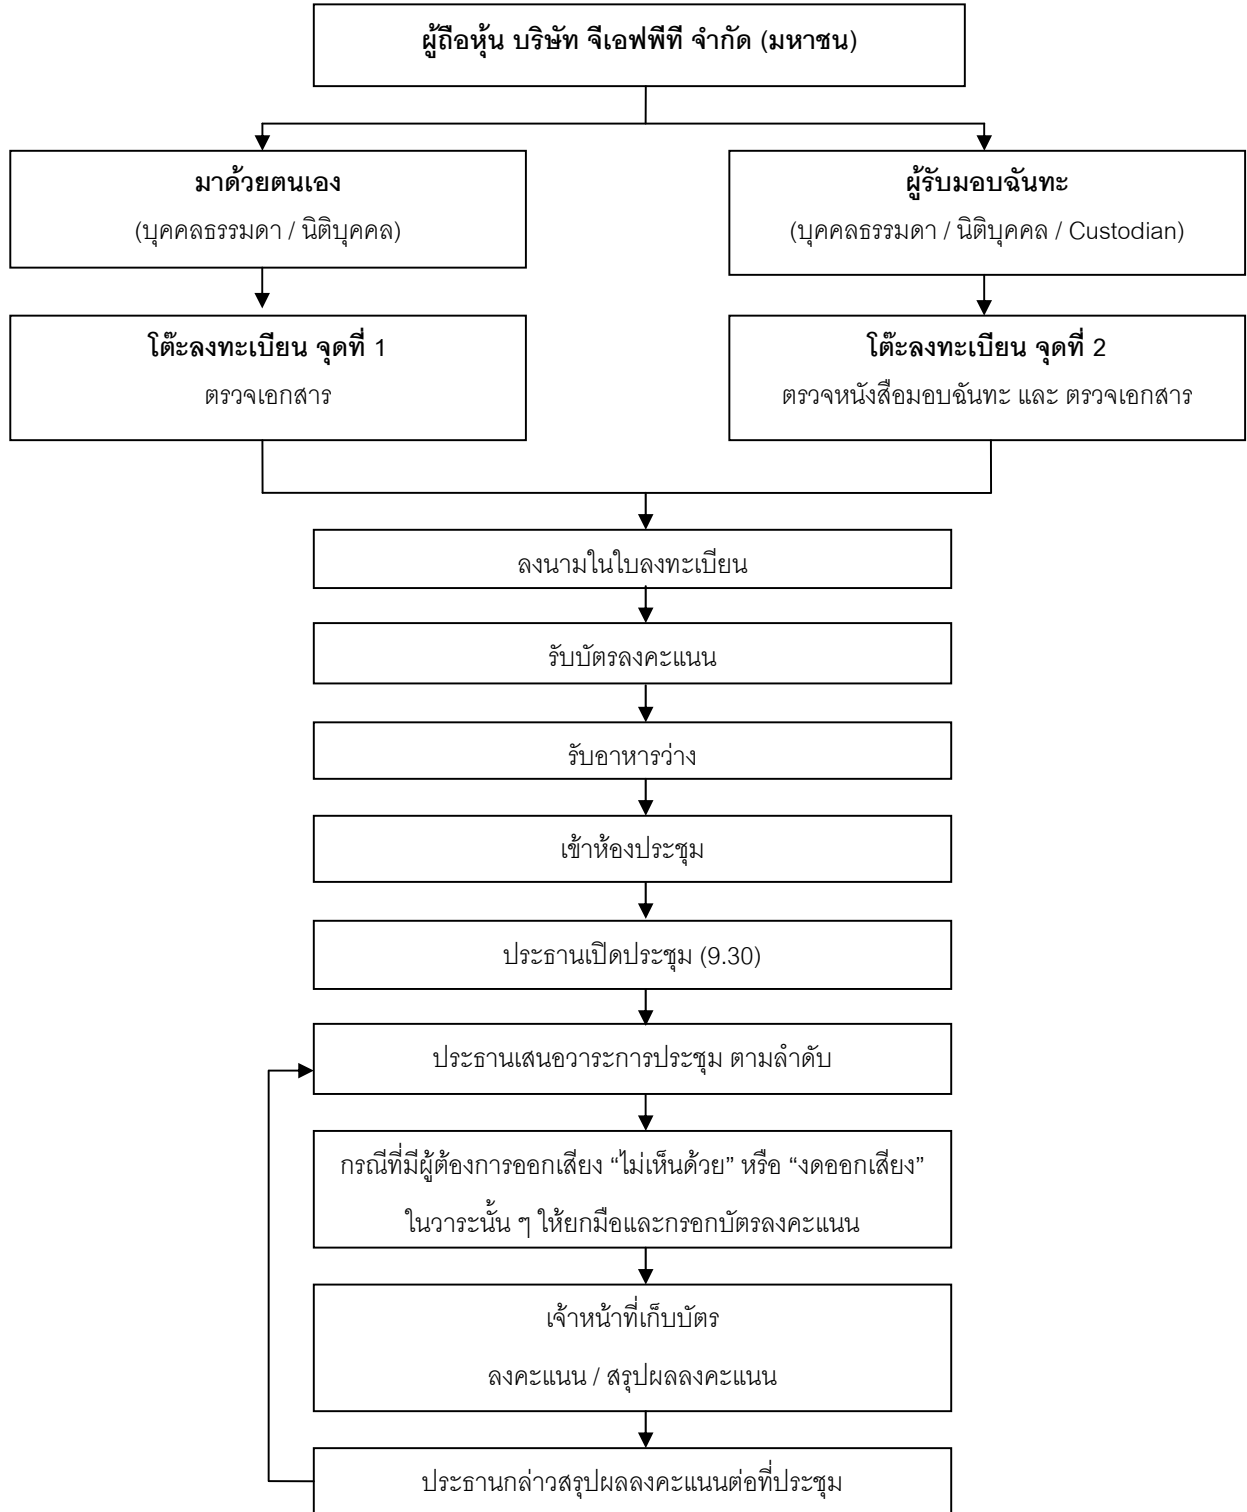 ผู้ถือหุ้น บริษัท จีเอฟพีที จำกัด (มหาชน)
มาด้วยตนเอง
(บุคคลธรรมดา / นิติบุคคล)
ผู้รับมอบฉันทะ
(บุคคลธรรมดา / นิติบุคคล / Custodian)
โต๊ะลงทะเบียน จุดที่ 1
ตรวจเอกสาร
โต๊ะลงทะเบียน จุดที่ 2
ตรวจหนังสือมอบฉันทะ และ ตรวจเอกสาร
ลงนามในใบลงทะเบียน
รับบัตรลงคะแนน
รับอาหารว่าง
เข้าห้องประชุม
ประธานเปิดประชุม (9.30)
ประธานเสนอวาระการประชุม ตามลำดับ
กรณีที่มีผู้ต้องการออกเสียง “ไม่เห็นด้วย” หรือ “งดออกเสียง”
ในวาระนั้น ๆ ให้ยกมือและกรอกบัตรลงคะแนน
เจ้าหน้าที่เก็บบัตร
ลงคะแนน / สรุปผลลงคะแนน
ประธานกล่าวสรุปผลลงคะแนนต่อที่ประชุม